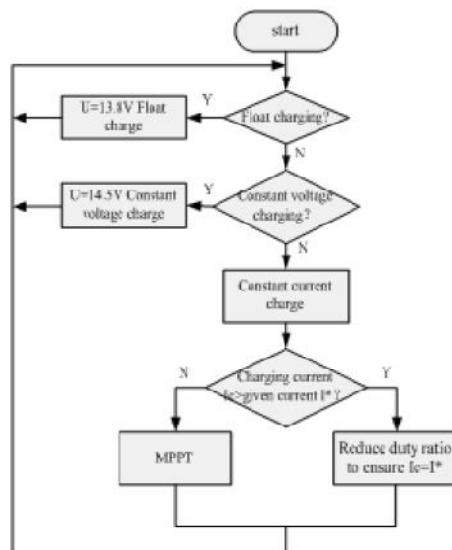 start
Y
U=13.8V Float
charge
Float charging?
N
Y
U=14.5V Constant
voltage charge
Constant voltage
charging?
N
Constant current
charge
N
Charging current
Ic>given current I*?
Y
MPPT
Reduce duty ratio
to ensure Ic=I*